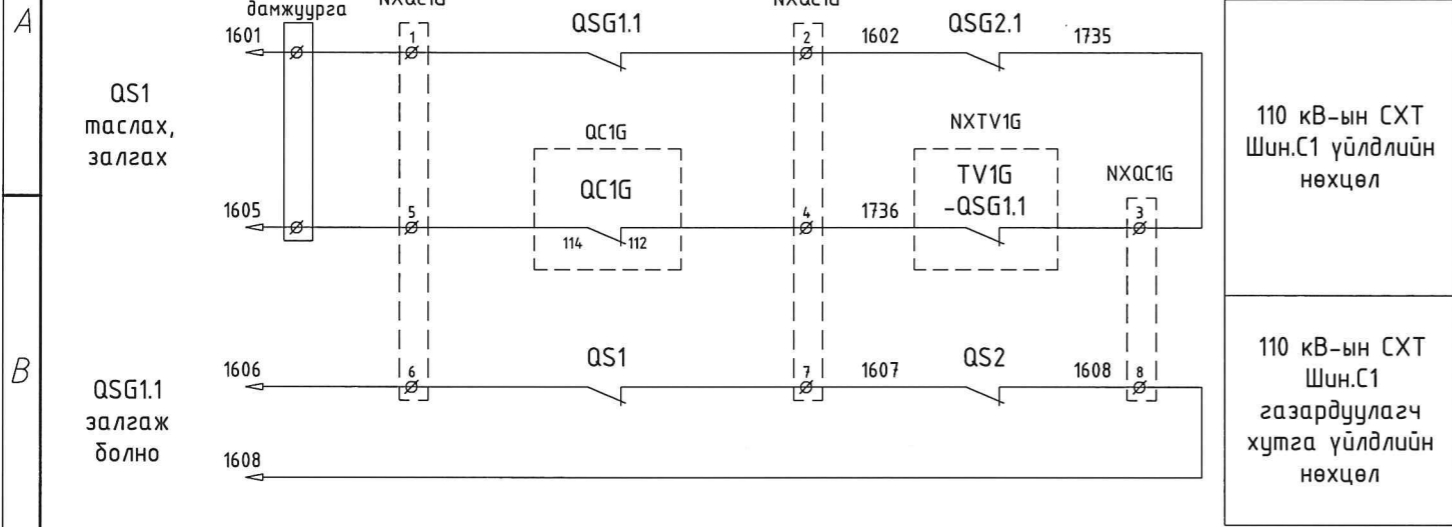 A
дамжуурга
NXQC1G
NXQC1G
1601
1
QSG1.1
2
1602
QSG2.1
1735
QS1
таслах,
залгах
QC1G
NXTV1G
QC1G
TV1G
-QSG1.1
NXQC1G
1605
5
114
112
4
1736
3
110 кВ-ын СХТ
Шин.С1 үйлдлийн
нөхцөл
B
1606
6
QS1
7
1607
QS2
1608
8
QSG1.1
залгаж
болно
1608
110 кВ-ын СХТ
Шин.С1
газардуулагч
хутга үйлдлийн
нөхцөл